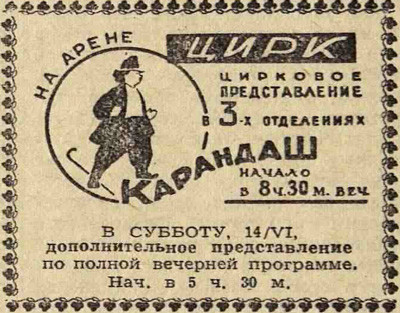 НА АРЕНЕ
ЦИРК
ЦИРКОВОЕ
ПРЕДСТАВЛЕНИЕ
в 3-х ОТДЕЛЕНИЯХ
КАРАНДАШ
НАЧАЛО
в 8 ч. 30 м. веч.
В СУББОТУ, 14/VI,
дополнительное представление
по полной вечерней программе.
Нач. в 5 ч. 30 м.